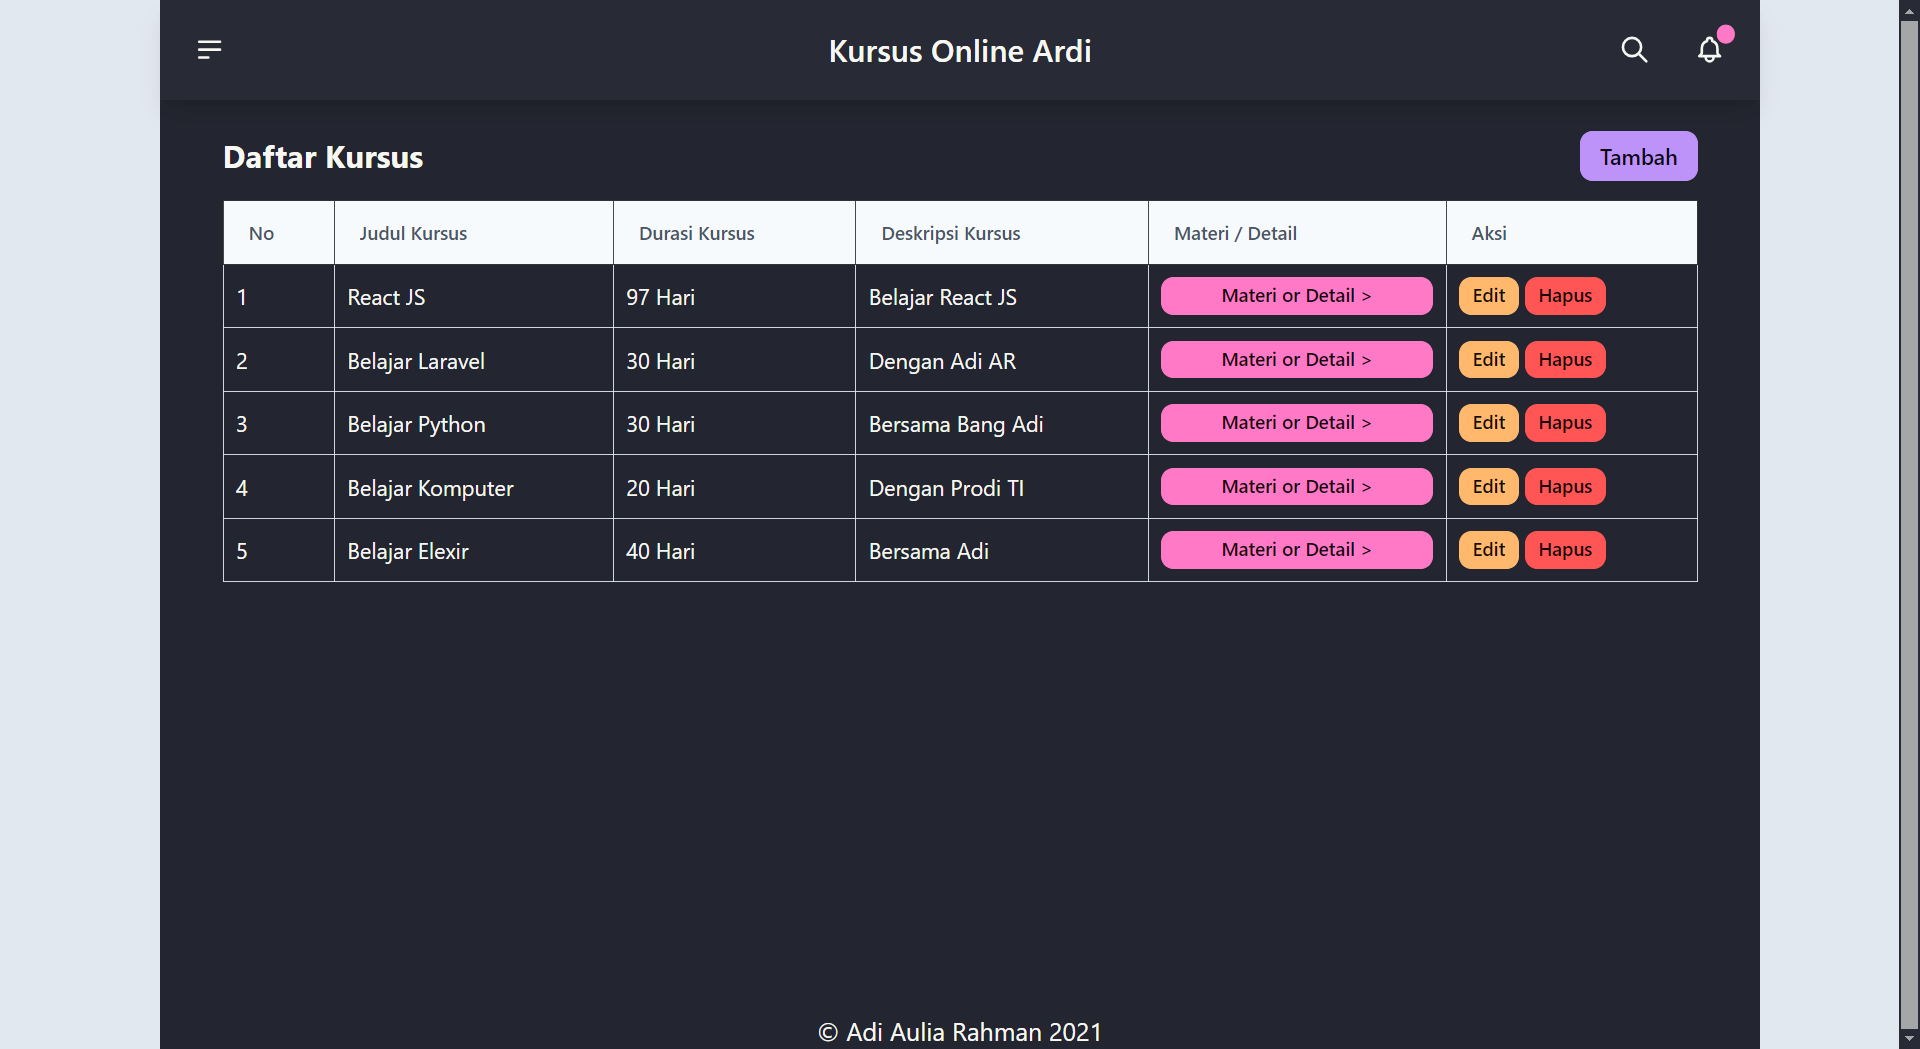 Kursus Online Ardi
Daftar Kursus
Tambah
No Judul Kursus Durasi Kursus Deskripsi Kursus Materi / Detail Aksi
1 React JS 97 Hari Belajar React JS Materi or Detail > Edit Hapus
2 Belajar Laravel 30 Hari Dengan Adi AR Materi or Detail > Edit Hapus
3 Belajar Python 30 Hari Bersama Bang Adi Materi or Detail > Edit Hapus
4 Belajar Komputer 20 Hari Dengan Prodi TI Materi or Detail > Edit Hapus
5 Belajar Elexir 40 Hari Bersama Adi Materi or Detail > Edit Hapus
© Adi Aulia Rahman 2021